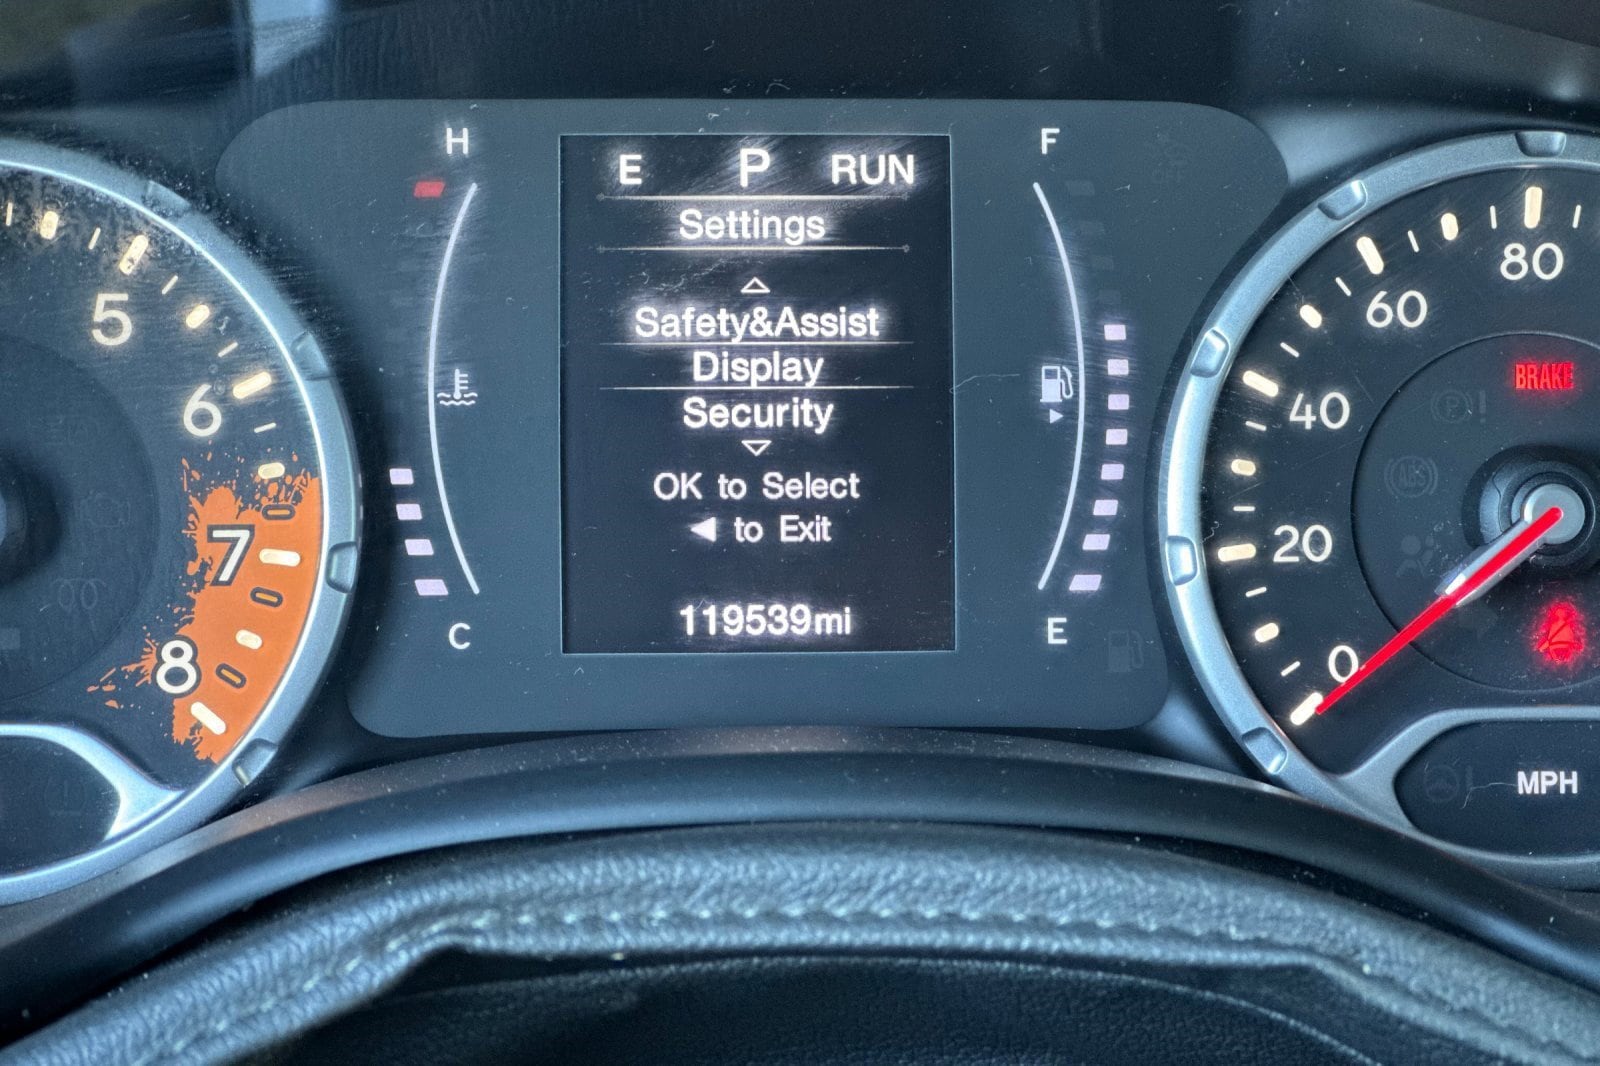 H
E P RUN
F
Settings
Safety&Assist
Display
Security
OK to Select
◀ to Exit
119539mi
C
E
5
6
7
8
80
60
40
20
0
BRAKE
ABS
MPH